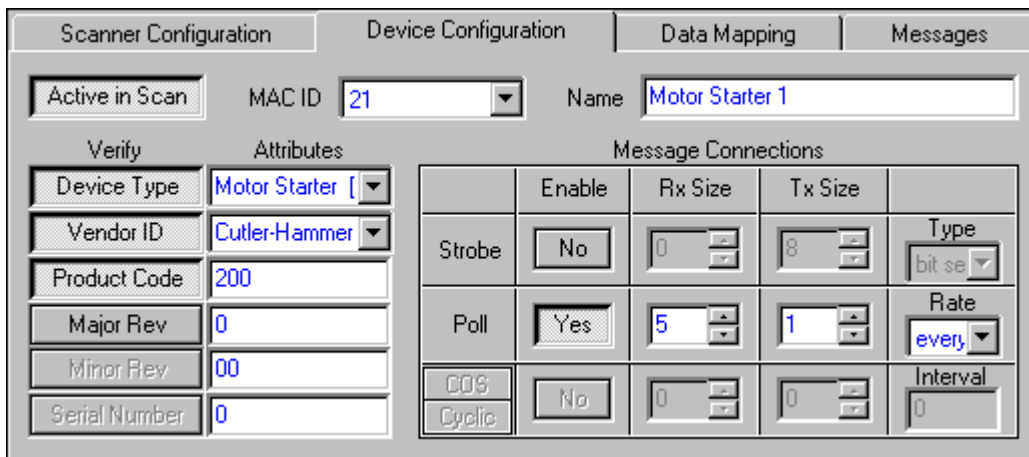 Scanner Configuration Device Configuration Data Mapping Messages
Active in Scan MAC ID 21 Name Motor Starter 1
Verify Attributes Message Connections
Device Type Motor Starter [
Enable Rx Size Tx Size
Vendor ID Cutler-Hammer
Strobe No 0 8 Type
bit se
Product Code 200
Major Rev 0
Poll Yes 5 1 Rate
every
Minor Rev 00
COS
Cyclic
No 0 0 Interval
0
Serial Number 0